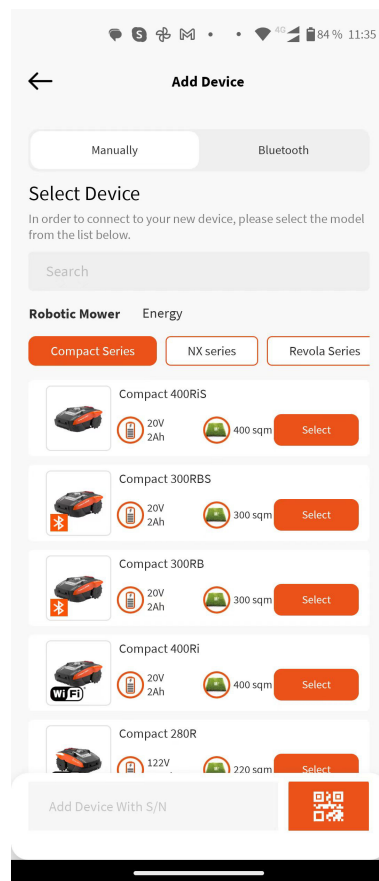 4G 84 % 11:35
Add Device
Manually Bluetooth
Select Device
In order to connect to your new device, please select the model
from the list below.
Search
Robotic Mower Energy
Compact Series NX series Revola Series
Compact 400RiS
20V
2Ah
400 sqm Select
Compact 300RBS
20V
2Ah
300 sqm Select
Compact 300RB
20V
2Ah
300 sqm Select
Compact 400Ri
WiFi
20V
2Ah
400 sqm Select
Compact 280R
122V
220 sqm Select
Add Device With S/N